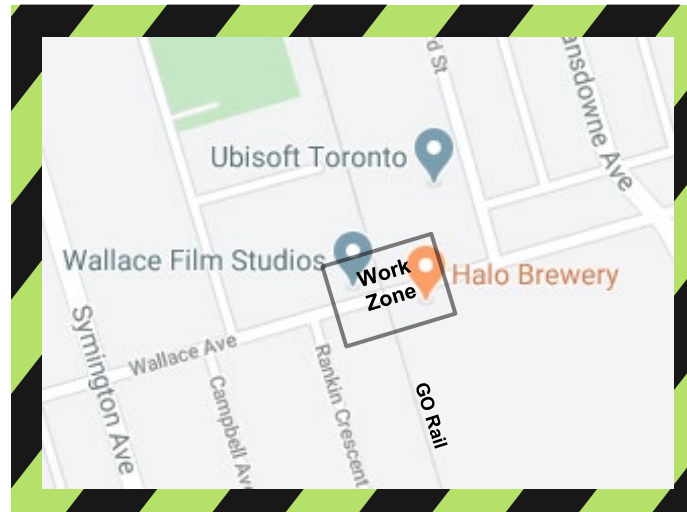 d St
ansdowne Ave
Ubisoft Toronto
Wallace Film Studios
Work
Zone
Halo Brewery
Symington Ave
Wallace Ave
Campbell Av
Rankin Crescent
GO Rail